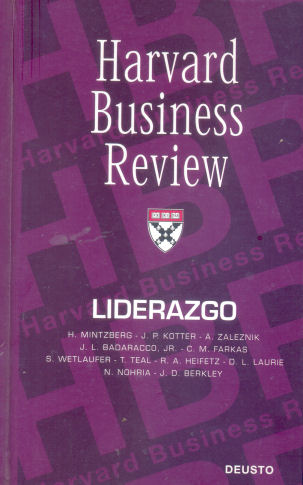 Harvard
Business
Review
LIDERAZGO
H. MINTZBERG - J. P. KOTTER - A. ZALEZNIK
J. L. BADARACCO, JR. - C. M. FARKAS
S. WETLAUFER - T. TEAL - R. A. HEIFETZ - D. L. LAURIE
N. NOHRIA - J. D. BERKLEY
DEUSTO